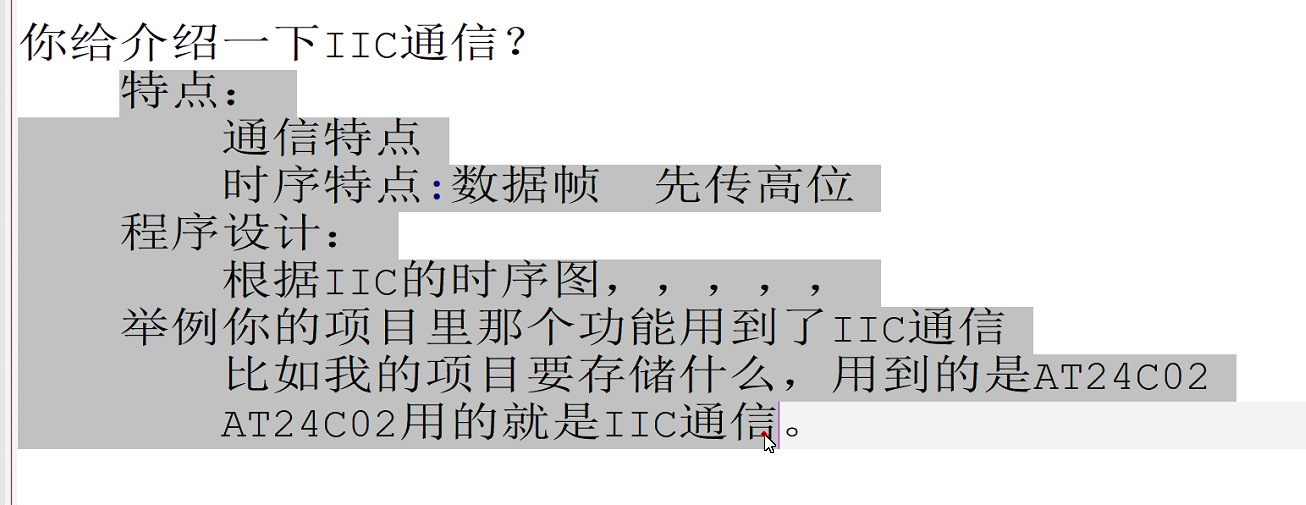 你给介绍一下IIC通信？
特点：
通信特点
时序特点:数据帧  先传高位
程序设计：
根据IIC的时序图，，，，，
举例你的项目里那个功能用到了IIC通信
比如我的项目要存储什么，用到的是AT24C02
AT24C02用的就是IIC通信。